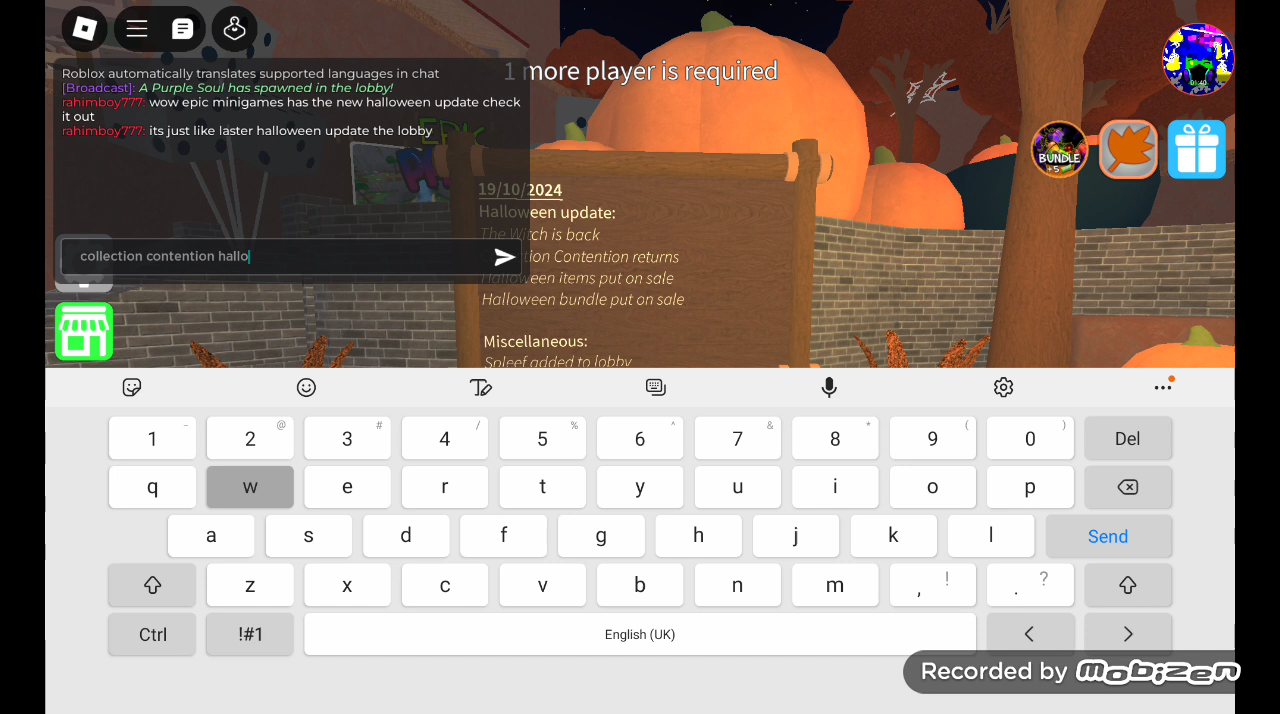 1 more player is required
Roblox automatically translates supported languages in chat
[Broadcast]: A Purple Soul has spawned in the lobby!
rahimboy777: wow epic minigames has the new halloween update check
it out
rahimboy777: its just like laster halloween update the lobby
collection contention hallo
EPIC
01:40
BUNDLE
+5
19/10/2024
Halloween update:
The Witch is back
Contention returns
Halloween items put on sale
Halloween bundle put on sale
Miscellaneous:
Spleef added to lobby
1 - 2 @ 3 # 4 / 5 % 6 ^ 7 & 8 * 9 ( 0 ) Del
q w e r t y u i o p
a s d f g h j k l Send
z x c v b n m , ! . ?
Ctrl !#1 English (UK) < >
Recorded by mobizen